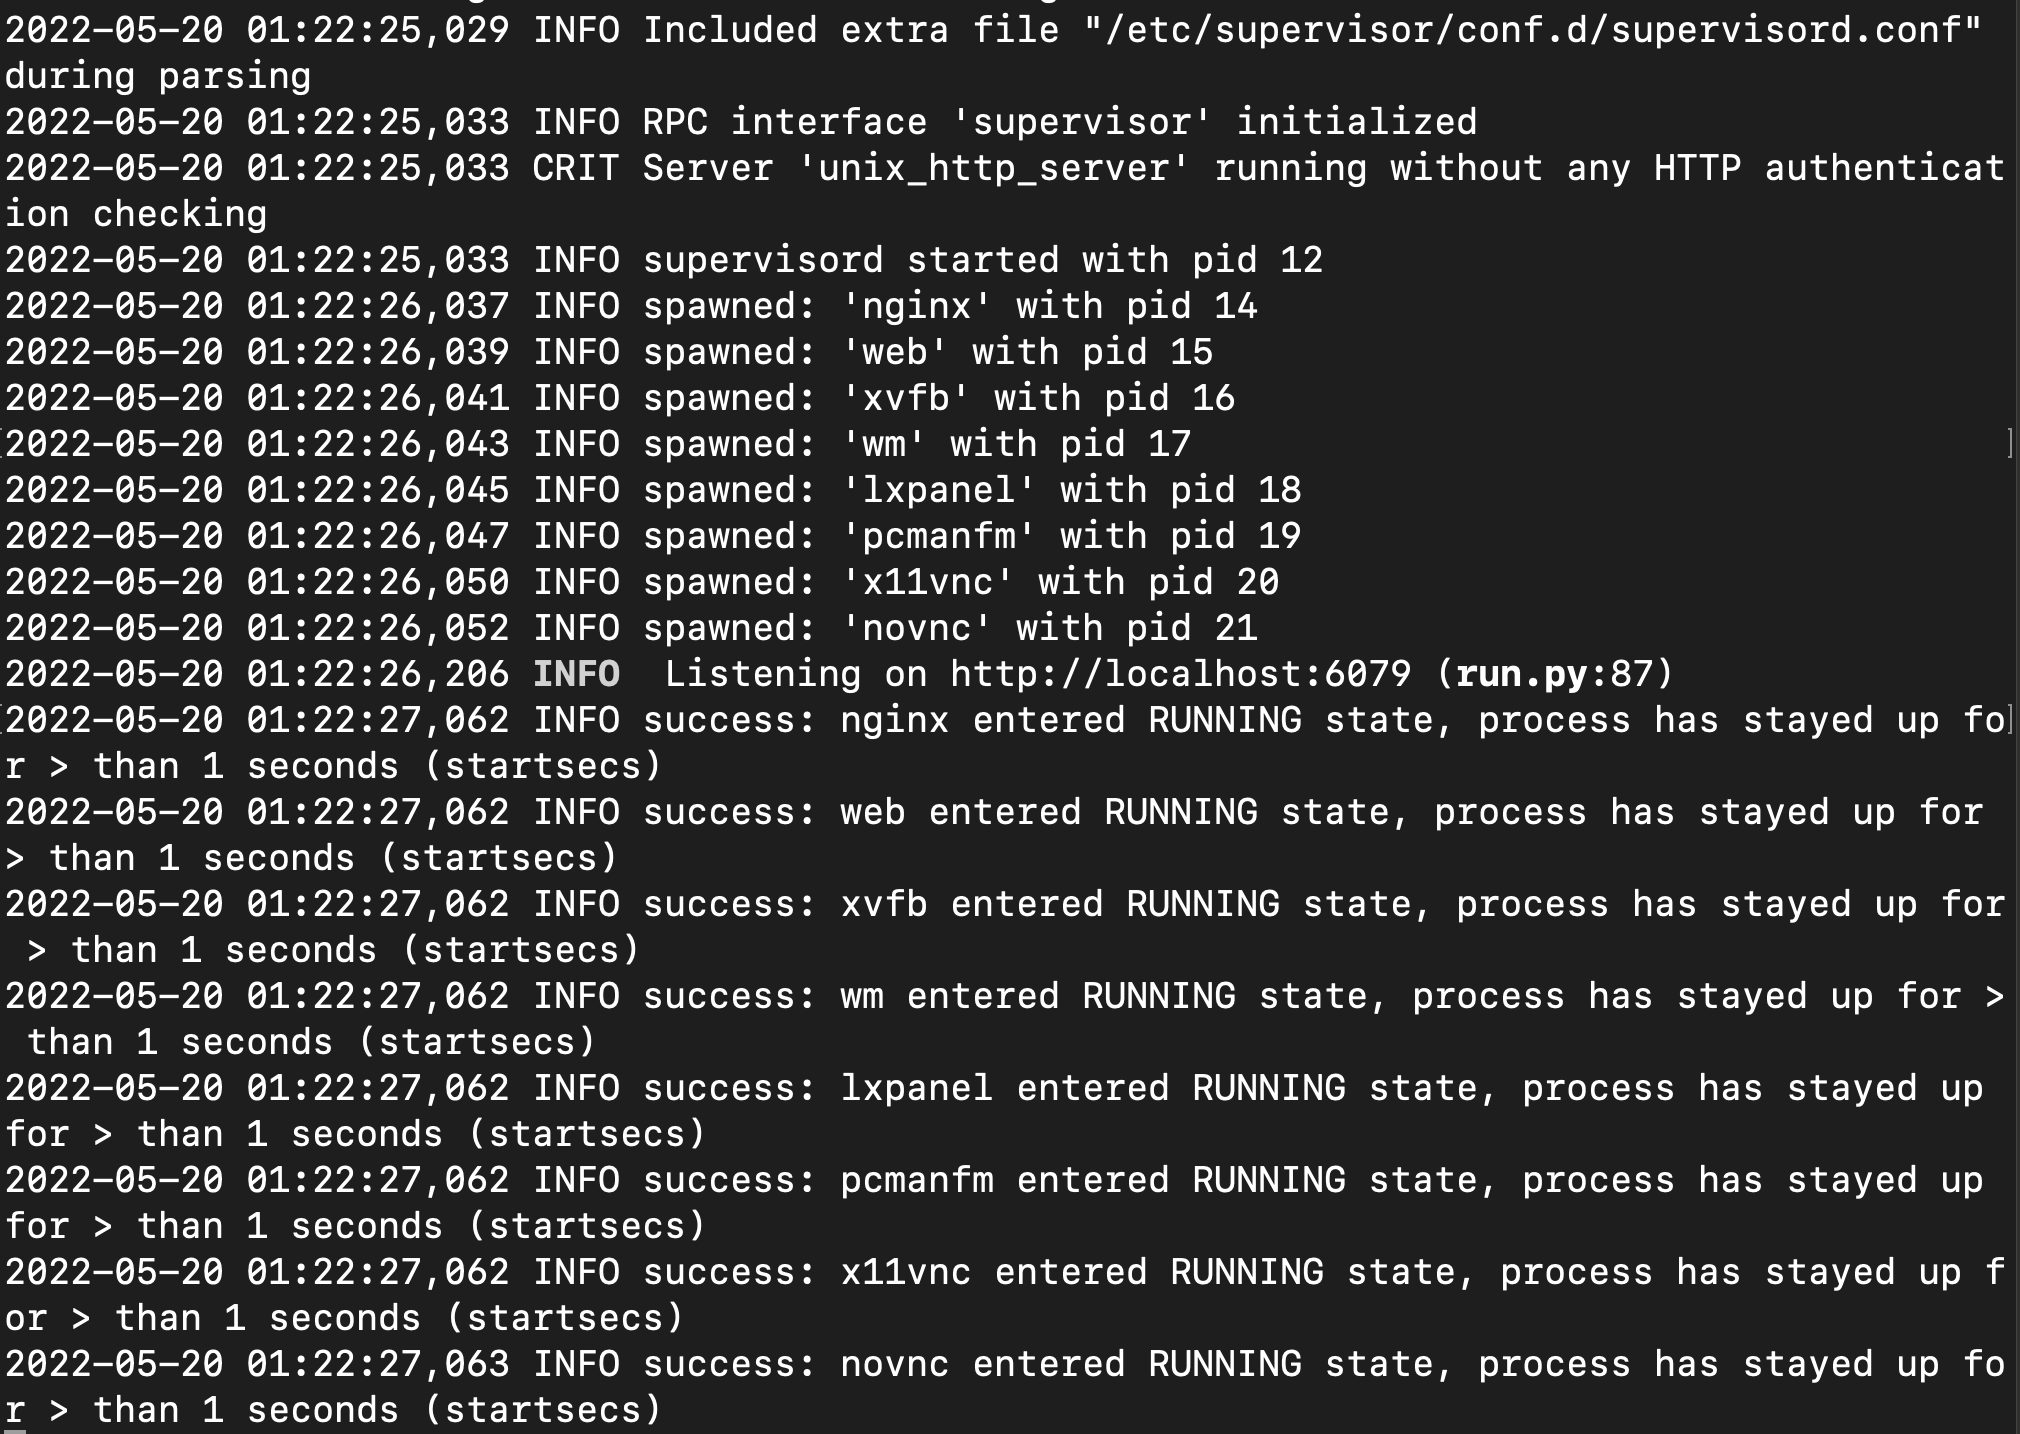 2022-05-20 01:22:25,029 INFO Included extra file "/etc/supervisor/conf.d/supervisord.conf"
during parsing
2022-05-20 01:22:25,033 INFO RPC interface 'supervisor' initialized
2022-05-20 01:22:25,033 CRIT Server 'unix_http_server' running without any HTTP authenticat
ion checking
2022-05-20 01:22:25,033 INFO supervisord started with pid 12
2022-05-20 01:22:26,037 INFO spawned: 'nginx' with pid 14
2022-05-20 01:22:26,039 INFO spawned: 'web' with pid 15
2022-05-20 01:22:26,041 INFO spawned: 'xvfb' with pid 16
2022-05-20 01:22:26,043 INFO spawned: 'wm' with pid 17
2022-05-20 01:22:26,045 INFO spawned: 'lxpanel' with pid 18
2022-05-20 01:22:26,047 INFO spawned: 'pcmanfm' with pid 19
2022-05-20 01:22:26,050 INFO spawned: 'x11vnc' with pid 20
2022-05-20 01:22:26,052 INFO spawned: 'novnc' with pid 21
2022-05-20 01:22:26,206 INFO  Listening on http://localhost:6079 (run.py:87)
2022-05-20 01:22:27,062 INFO success: nginx entered RUNNING state, process has stayed up fo
r > than 1 seconds (startsecs)
2022-05-20 01:22:27,062 INFO success: web entered RUNNING state, process has stayed up for
> than 1 seconds (startsecs)
2022-05-20 01:22:27,062 INFO success: xvfb entered RUNNING state, process has stayed up for
 > than 1 seconds (startsecs)
2022-05-20 01:22:27,062 INFO success: wm entered RUNNING state, process has stayed up for >
 than 1 seconds (startsecs)
2022-05-20 01:22:27,062 INFO success: lxpanel entered RUNNING state, process has stayed up
for > than 1 seconds (startsecs)
2022-05-20 01:22:27,062 INFO success: pcmanfm entered RUNNING state, process has stayed up
for > than 1 seconds (startsecs)
2022-05-20 01:22:27,062 INFO success: x11vnc entered RUNNING state, process has stayed up f
or > than 1 seconds (startsecs)
2022-05-20 01:22:27,063 INFO success: novnc entered RUNNING state, process has stayed up fo
r > than 1 seconds (startsecs)